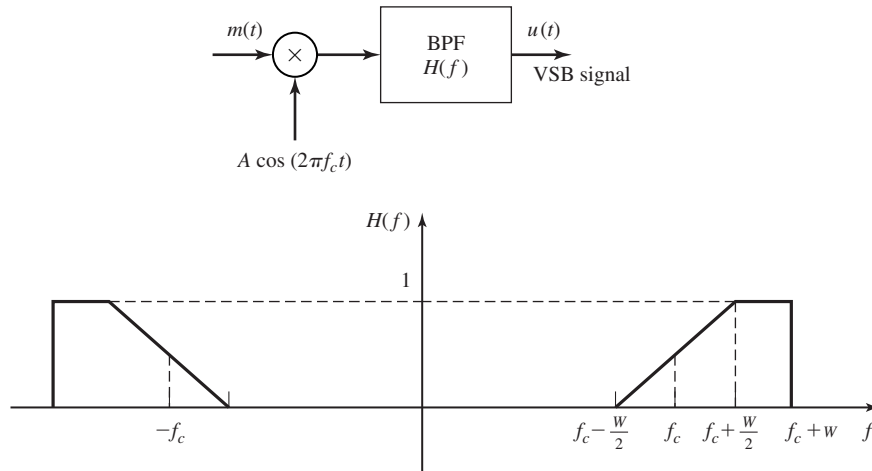 m(t)
×
BPF
H(f)
u(t)
VSB signal
A cos (2πf_c t)
H(f)
1
−f_c
f_c − W/2
f_c
f_c + W/2
f_c + W
f